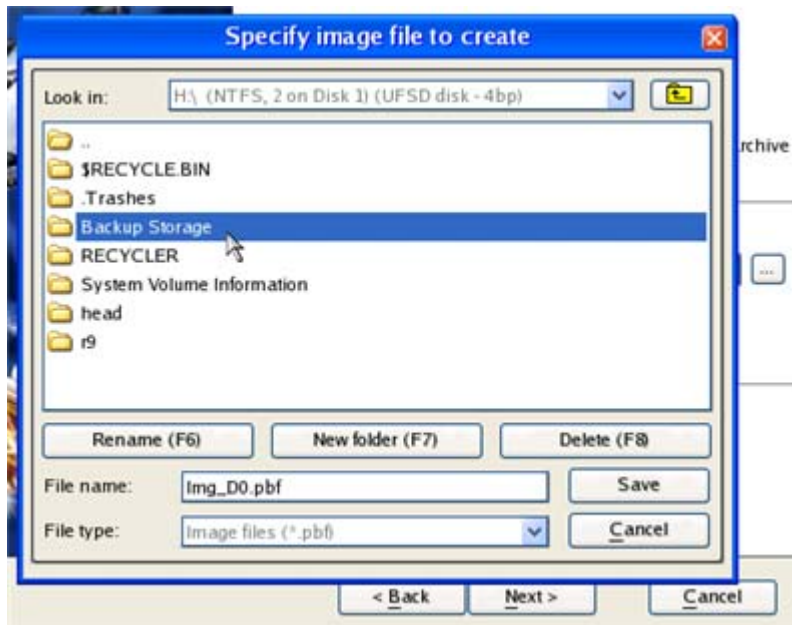 Specify image file to create
Look in: H:\ (NTFS, 2 on Disk 1) (UFSD disk - 4bp)
..
rchive
$RECYCLE.BIN
.Trashes
Backup Storage
RECYCLER
System Volume Information
...
head
r9
Rename (F6) New folder (F7) Delete (F8)
File name: Img_D0.pbf Save
File type: Image files (*.pbf) Cancel
< Back Next > Cancel